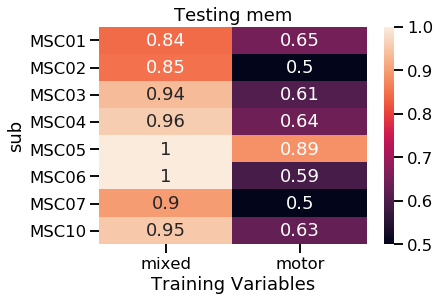 Testing mem
sub
MSC01 0.84 0.65
MSC02 0.85 0.5
MSC03 0.94 0.61
MSC04 0.96 0.64
MSC05 1 0.89
MSC06 1 0.59
MSC07 0.9 0.5
MSC10 0.95 0.63
mixed motor
Training Variables
1.0
0.9
0.8
0.7
0.6
0.5